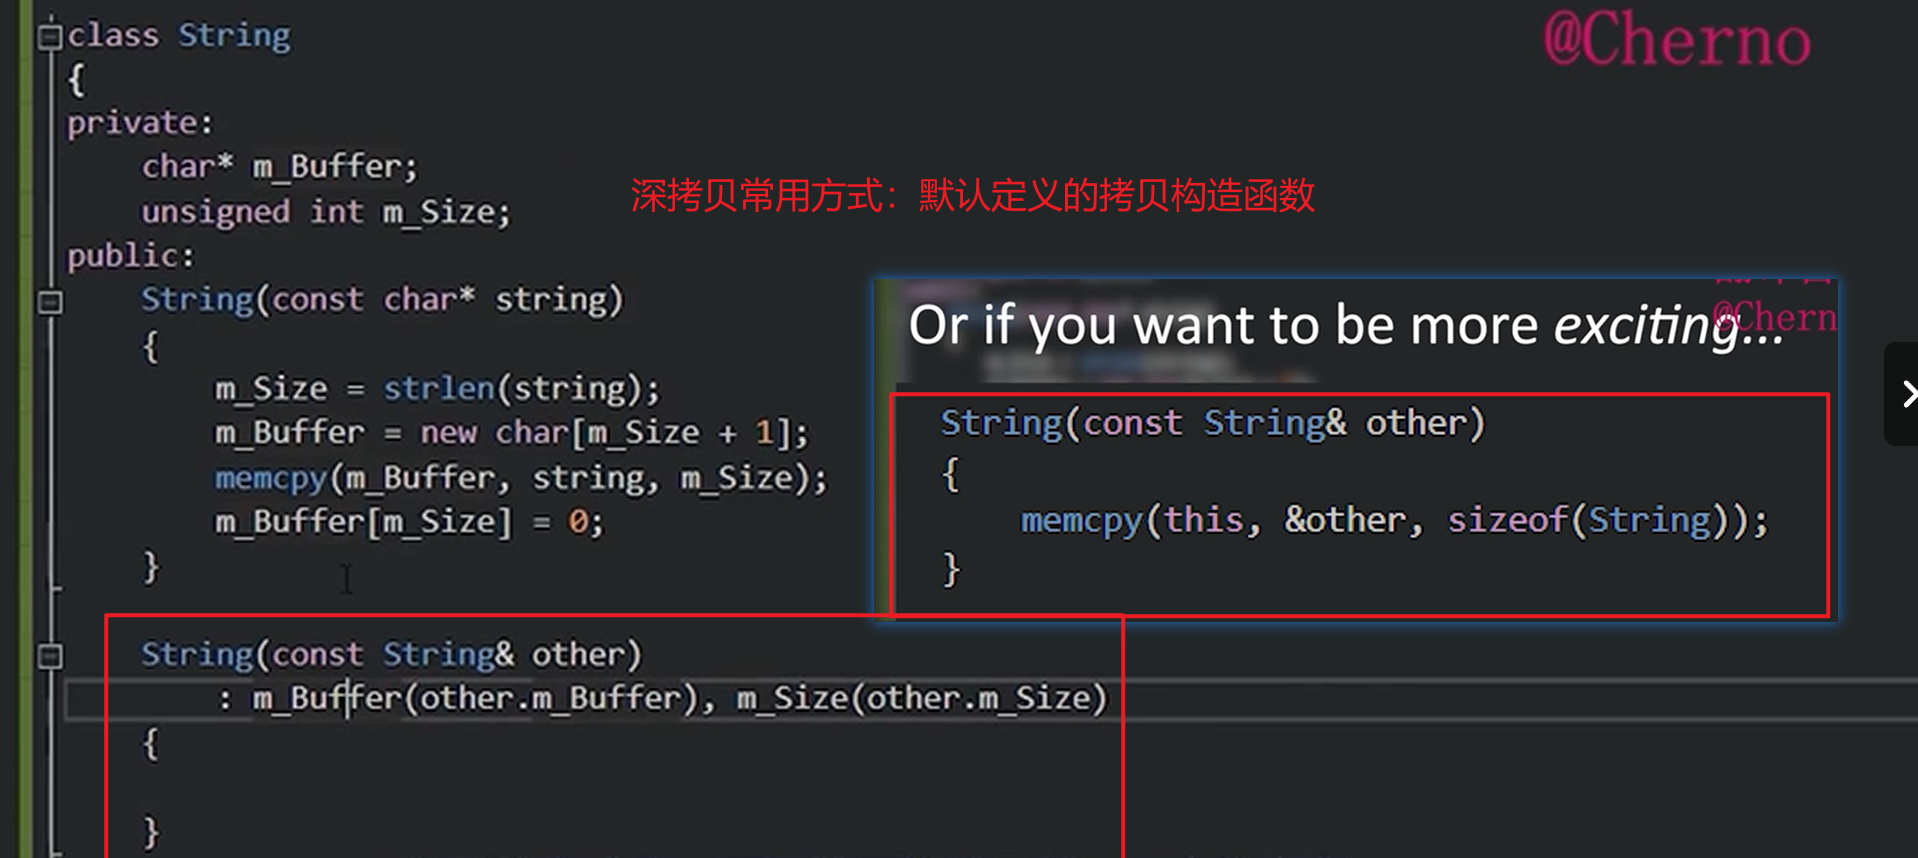 class String
@Cherno
{
private:
char* m_Buffer;
深拷贝常用方式：默认定义的拷贝构造函数
unsigned int m_Size;
public:
String(const char* string)
{
m_Size = strlen(string);
m_Buffer = new char[m_Size + 1];
memcpy(m_Buffer, string, m_Size);
m_Buffer[m_Size] = 0;
}
Or if you want to be more exciting...
@Chern
String(const String& other)
{
memcpy(this, &other, sizeof(String));
}
String(const String& other)
: m_Buffer(other.m_Buffer), m_Size(other.m_Size)
{
}